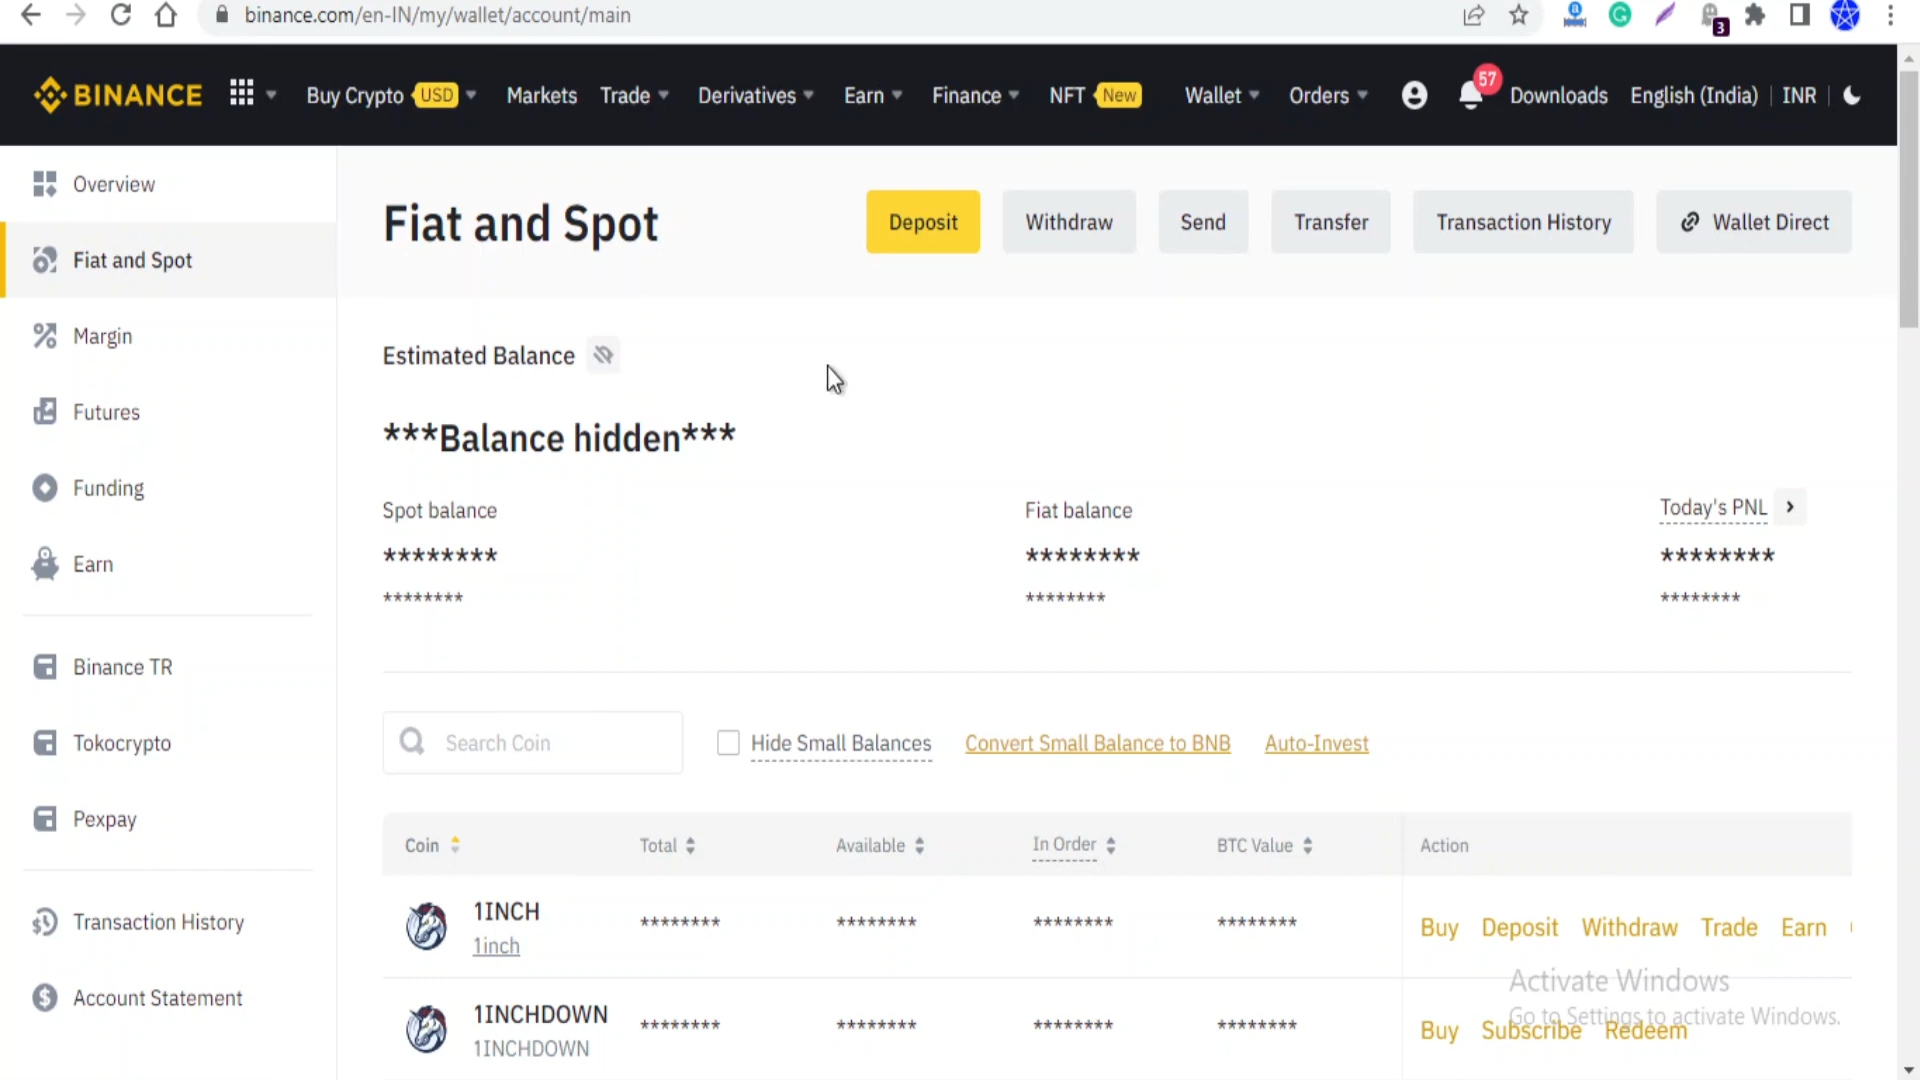 binance.com/en-IN/my/wallet/account/main
3
BINANCE Buy Crypto USD Markets Trade Derivatives Earn Finance NFT New Wallet Orders 57 Downloads English (India) | INR
Overview
Fiat and Spot
Margin
Futures
Funding
Earn
Binance TR
Tokocrypto
Pexpay
Transaction History
Account Statement
Fiat and Spot Deposit Withdraw Send Transfer Transaction History Wallet Direct
Estimated Balance
***Balance hidden***
Spot balance Fiat balance Today's PNL
******** ******** ********
******** ******** ********
Search Coin Hide Small Balances Convert Small Balance to BNB Auto-Invest
Coin Total Available In Order BTC Value Action
1INCH ******** ******** ******** ******** Buy Deposit Withdraw Trade Earn
1inch
1INCHDOWN ******** ******** ******** ******** Buy Subscribe Redeem
1INCHDOWN
Activate Windows
Go to Settings to activate Windows.